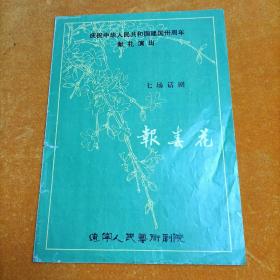 庆祝中华人民共和国建国卅周年
献礼演出
七场话剧
報春花
辽宁人民艺术剧院